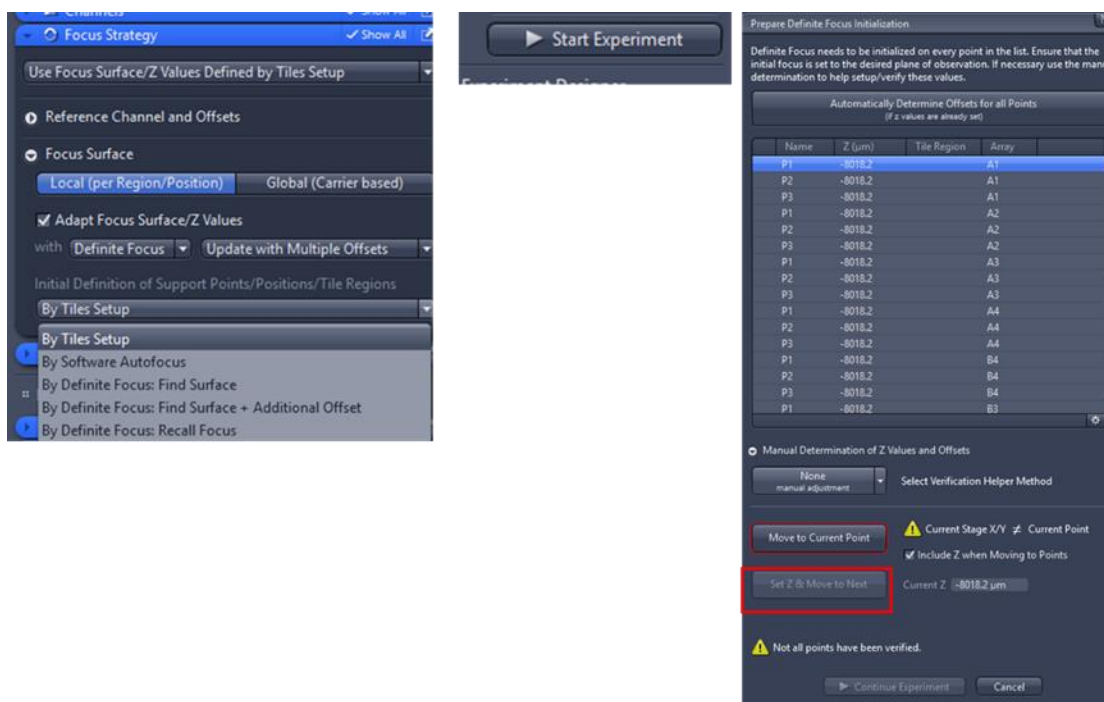 Channels
Show All
Focus Strategy
Show All
Use Focus Surface/Z Values Defined by Tiles Setup
Reference Channel and Offsets
Focus Surface
Local (per Region/Position)
Global (Carrier based)
Adapt Focus Surface/Z Values
with
Definite Focus
Update with Multiple Offsets
Initial Definition of Support Points/Positions/Tile Regions
By Tiles Setup
By Tiles Setup
By Software Autofocus
By Definite Focus: Find Surface
By Definite Focus: Find Surface + Additional Offset
By Definite Focus: Recall Focus
Start Experiment
Experiment Designer
Prepare Definite Focus Initialization
Definite Focus needs to be initialized on every point in the list. Ensure that the
initial focus is set to the desired plane of observation. If necessary use the manu
determination to help setup/verify these values.
Automatically Determine Offsets for all Points
(if z values are already set)
Name Z (µm) Tile Region Array
P1 -8018.2 A1
P2 -8018.2 A1
P3 -8018.2 A1
P1 -8018.2 A2
P2 -8018.2 A2
P3 -8018.2 A2
P1 -8018.2 A3
P2 -8018.2 A3
P3 -8018.2 A3
P1 -8018.2 A4
P2 -8018.2 A4
P3 -8018.2 A4
P1 -8018.2 B4
P2 -8018.2 B4
P3 -8018.2 B4
P1 -8018.2 B3
Manual Determination of Z Values and Offsets
None
manual adjustment
Select Verification Helper Method
Move to Current Point
Current Stage X/Y ≠ Current Point
Include Z when Moving to Points
Set Z & Move to Next
Current Z -8018.2 µm
Not all points have been verified.
Continue Experiment
Cancel